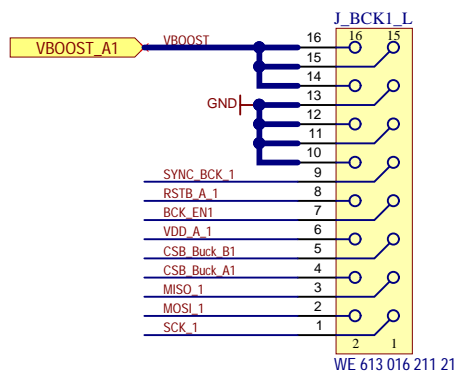 J_BCK1_L
VBOOST_A1
VBOOST
16
16
15
15
14
GND
13
12
11
10
SYNC_BCK_1
9
RSTB_A_1
8
BCK_EN1
7
VDD_A_1
6
CSB_Buck_B1
5
CSB_Buck_A1
4
MISO_1
3
MOSI_1
2
SCK_1
1
2
1
WE 613 016 211 21